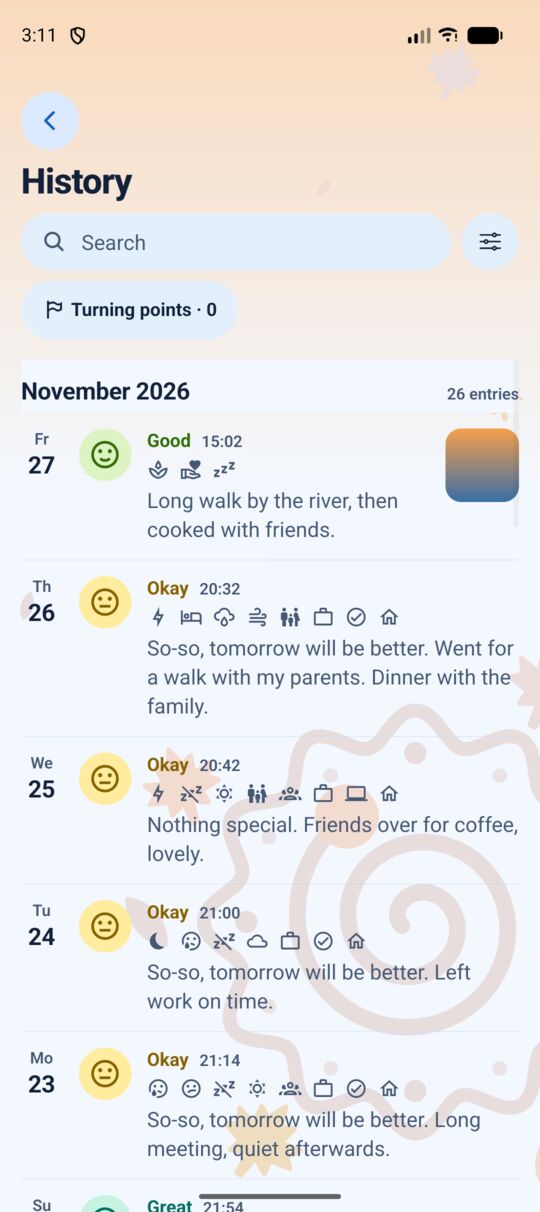 3:11
History
Search
Turning points · 0
November 2026
26 entries
Fr
27
Good 15:02
Long walk by the river, then
cooked with friends.
Th
26
Okay 20:32
So-so, tomorrow will be better. Went for
a walk with my parents. Dinner with the
family.
We
25
Okay 20:42
Nothing special. Friends over for coffee,
lovely.
Tu
24
Okay 21:00
So-so, tomorrow will be better. Left
work on time.
Mo
23
Okay 21:14
So-so, tomorrow will be better. Long
meeting, quiet afterwards.
Su
Great 21:54